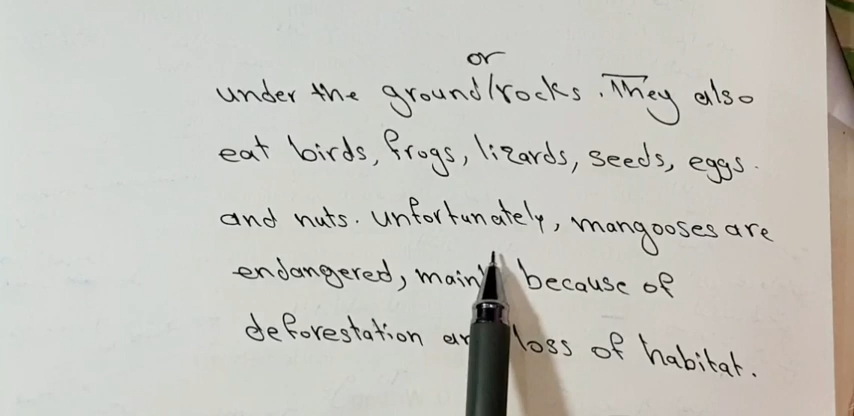 or
under the ground/rocks. They also
eat birds, frogs, lizards, seeds, eggs.
and nuts. unfortunately, mangooses are
endangered, because of
deforestation loss of habitat.